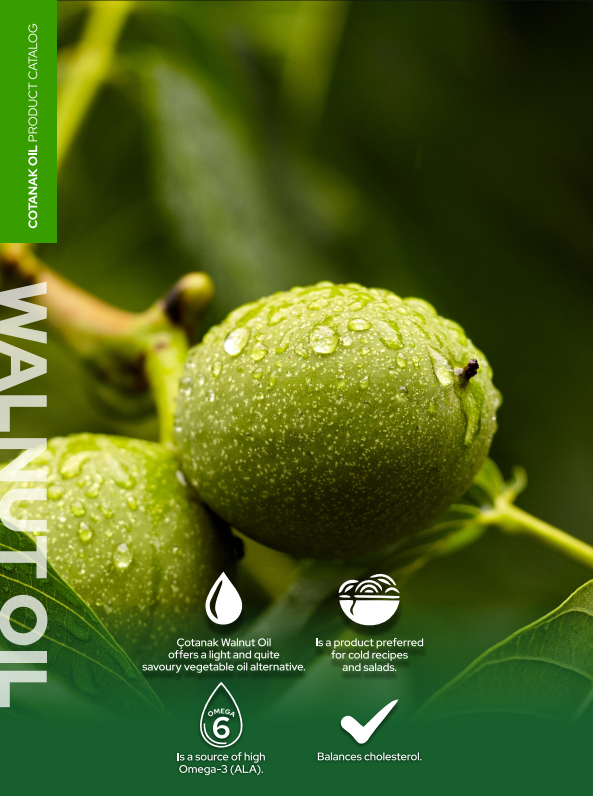 COTANAK OIL PRODUCT CATALOG
WALNUT OIL
Cotanak Walnut Oil
offers a light and quite
savoury vegetable oil alternative.
Is a product preferred
for cold recipes
and salads.
OMEGA
6
Is a source of high
Omega-3 (ALA).
Balances cholesterol.